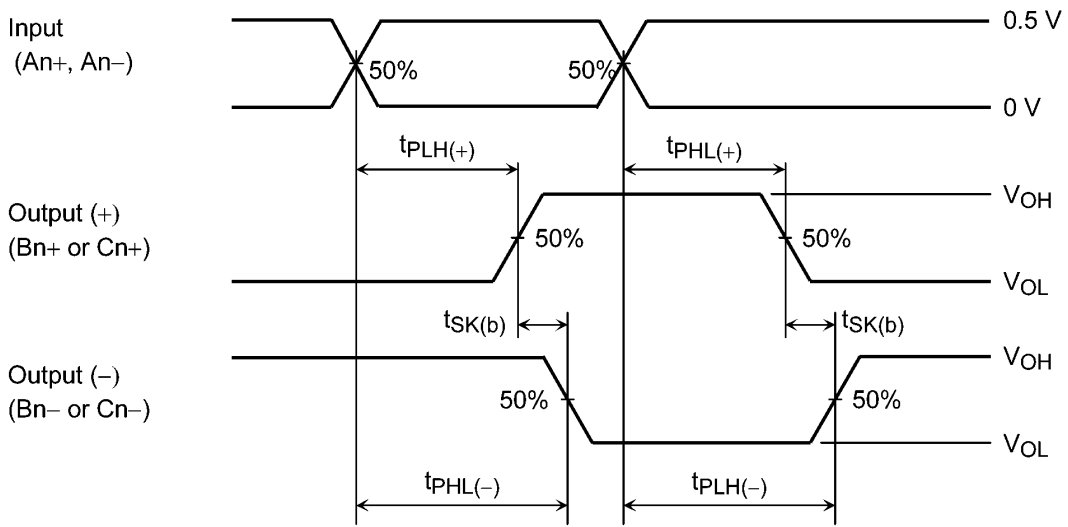 Input
(An+, An−)
0.5 V
50%
50%
0 V
tPLH(+)
tPHL(+)
VOH
Output (+)
(Bn+ or Cn+)
50%
50%
VOL
tSK(b)
tSK(b)
VOH
Output (−)
(Bn− or Cn−)
50%
50%
VOL
tPHL(−)
tPLH(−)